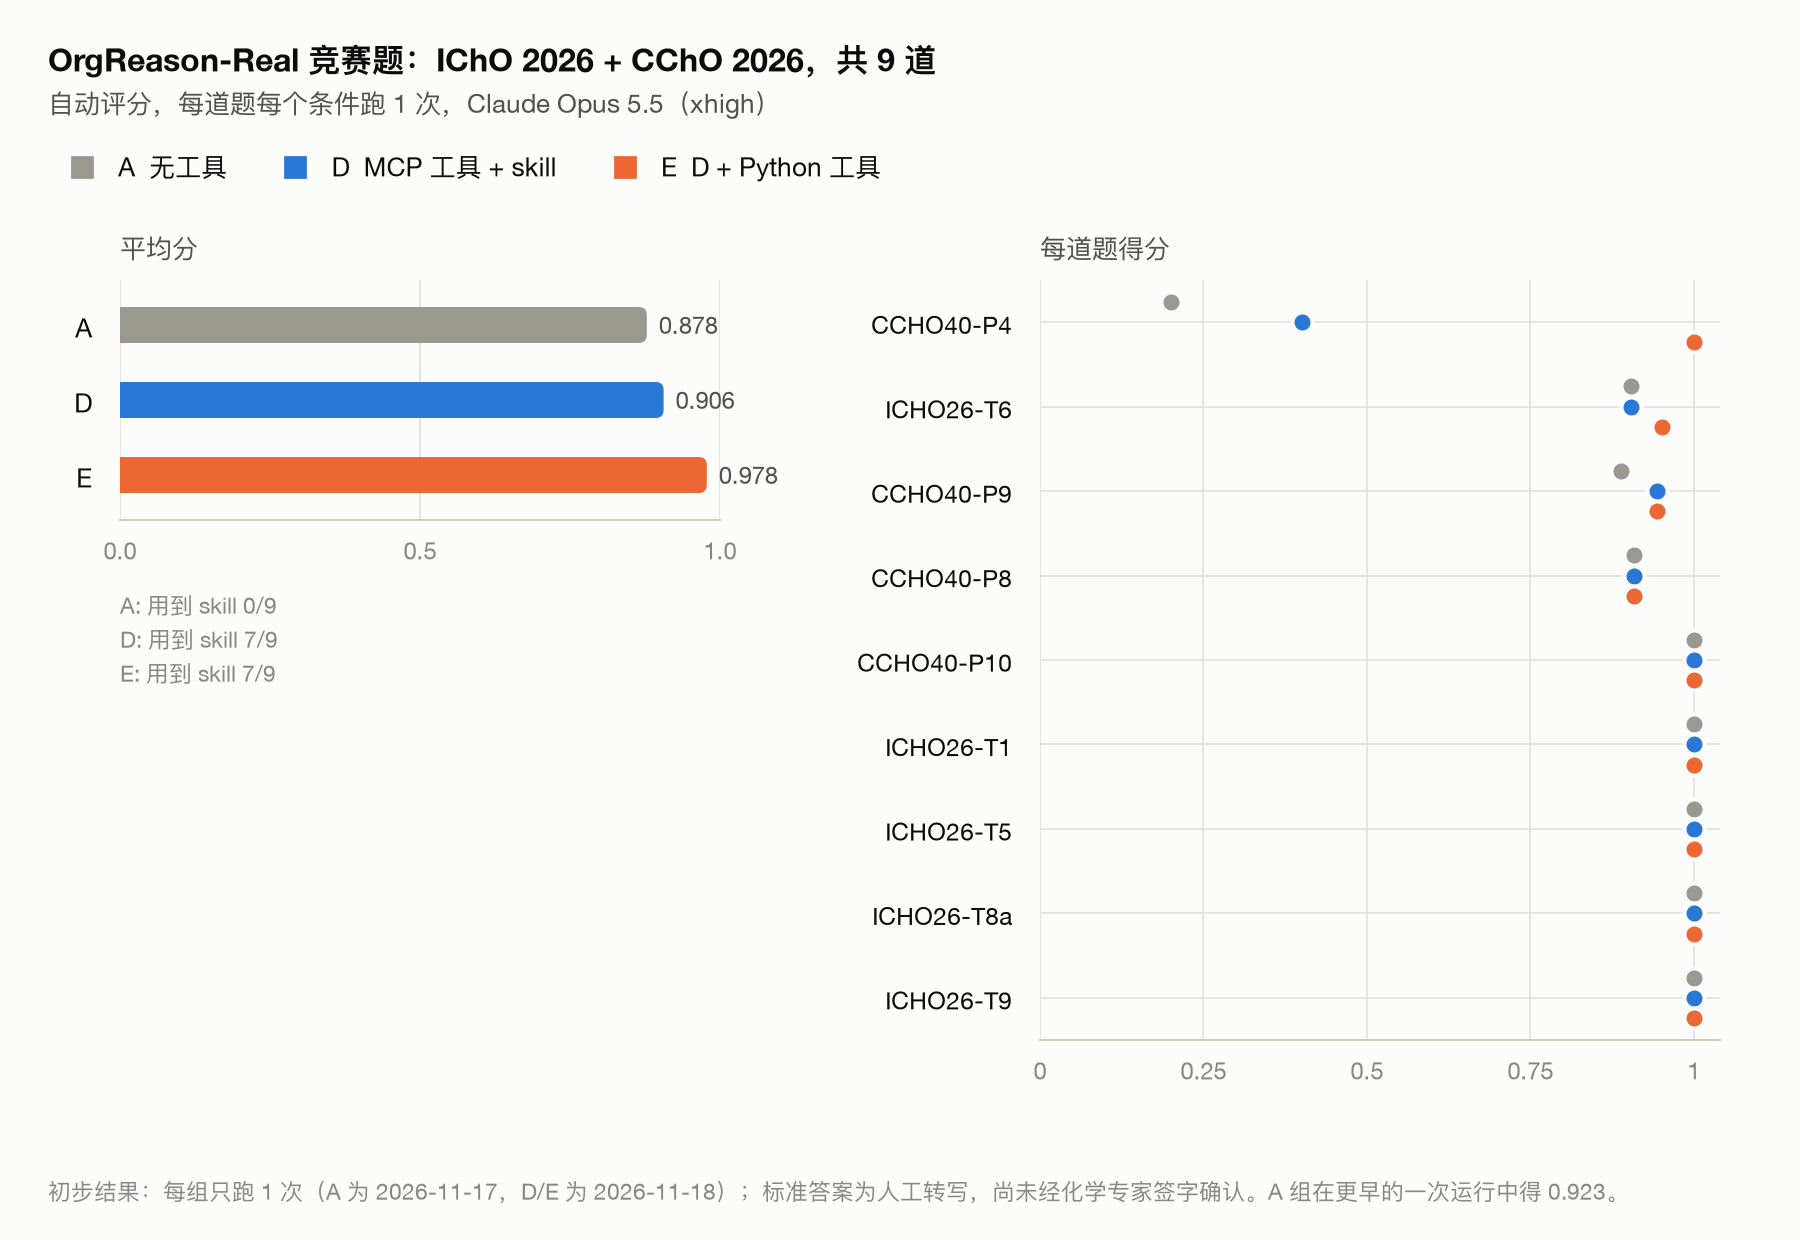 OrgReason-Real 竞赛题：IChO 2026 + CChO 2026，共 9 道
自动评分，每道题每个条件跑 1 次，Claude Opus 5.5（xhigh）
A 无工具
D MCP 工具 + skill
E D + Python 工具
平均分
A 0.878
D 0.906
E 0.978
0.0 0.5 1.0
A: 用到 skill 0/9
D: 用到 skill 7/9
E: 用到 skill 7/9
每道题得分
CCHO40-P4
ICHO26-T6
CCHO40-P9
CCHO40-P8
CCHO40-P10
ICHO26-T1
ICHO26-T5
ICHO26-T8a
ICHO26-T9
0 0.25 0.5 0.75 1
初步结果：每组只跑 1 次（A 为 2026-11-17，D/E 为 2026-11-18）；标准答案为人工转写，尚未经化学专家签字确认。A 组在更早的一次运行中得 0.923。